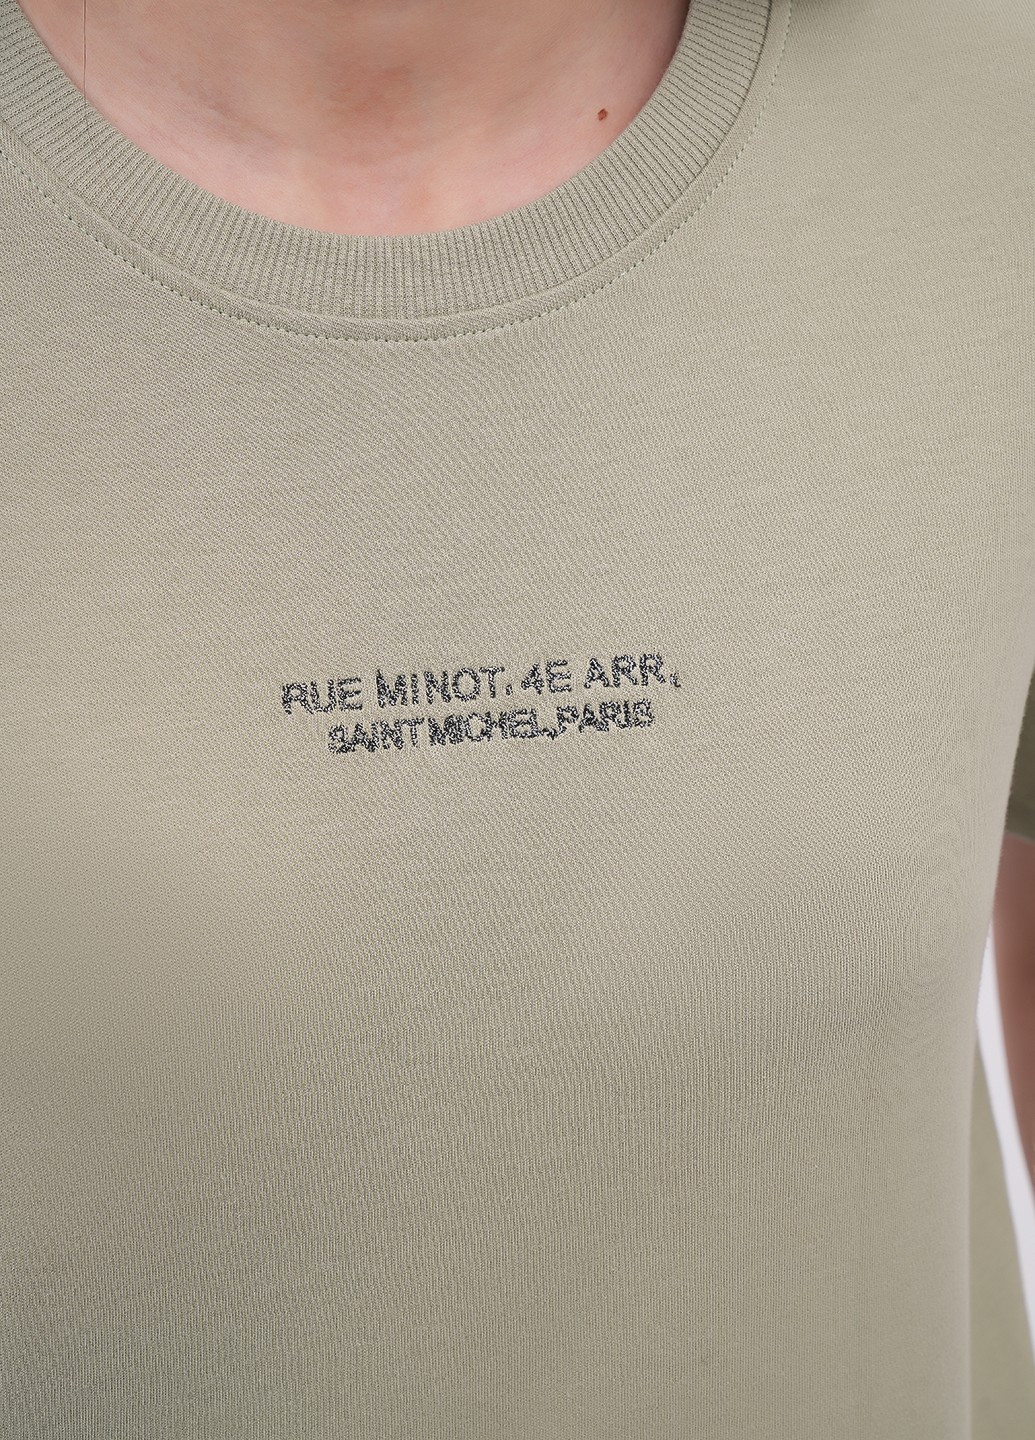 RUE MINOT. 4E ARR.
SAINT MICHEL, PARIS